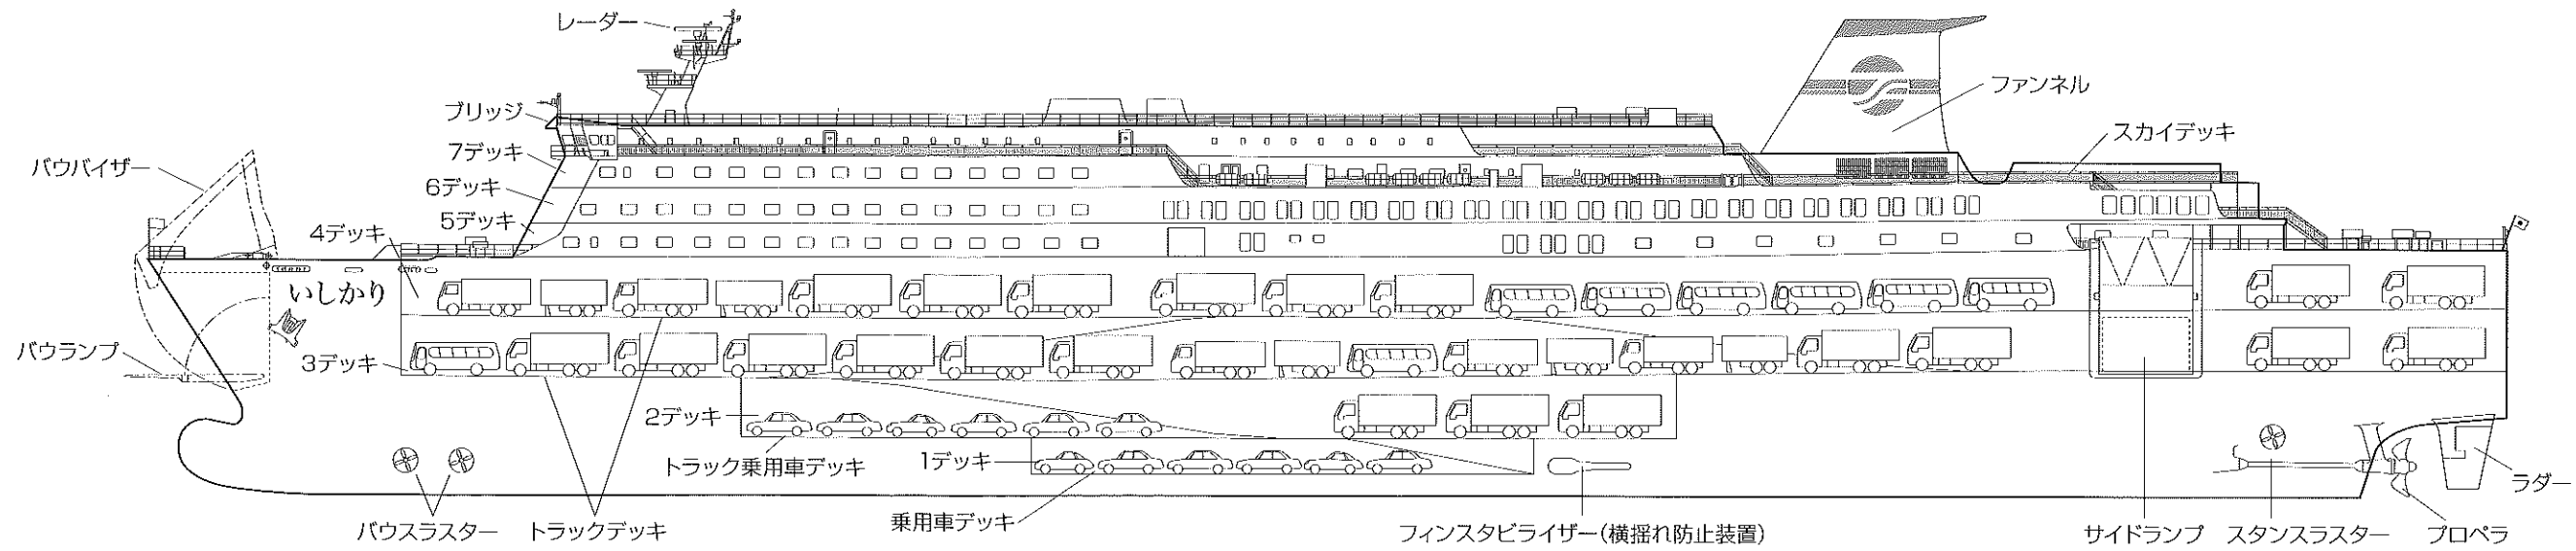 レーダー
ブリッジ
ファンネル
スカイデッキ
7デッキ
バウバイザー
6デッキ
5デッキ
4デッキ
いしかり
バウランプ
3デッキ
2デッキ
トラック乗用車デッキ
1デッキ
ラダー
バウスラスター
トラックデッキ
乗用車デッキ
フィンスタビライザー(横揺れ防止装置)
サイドランプ
スタンスラスター
プロペラ